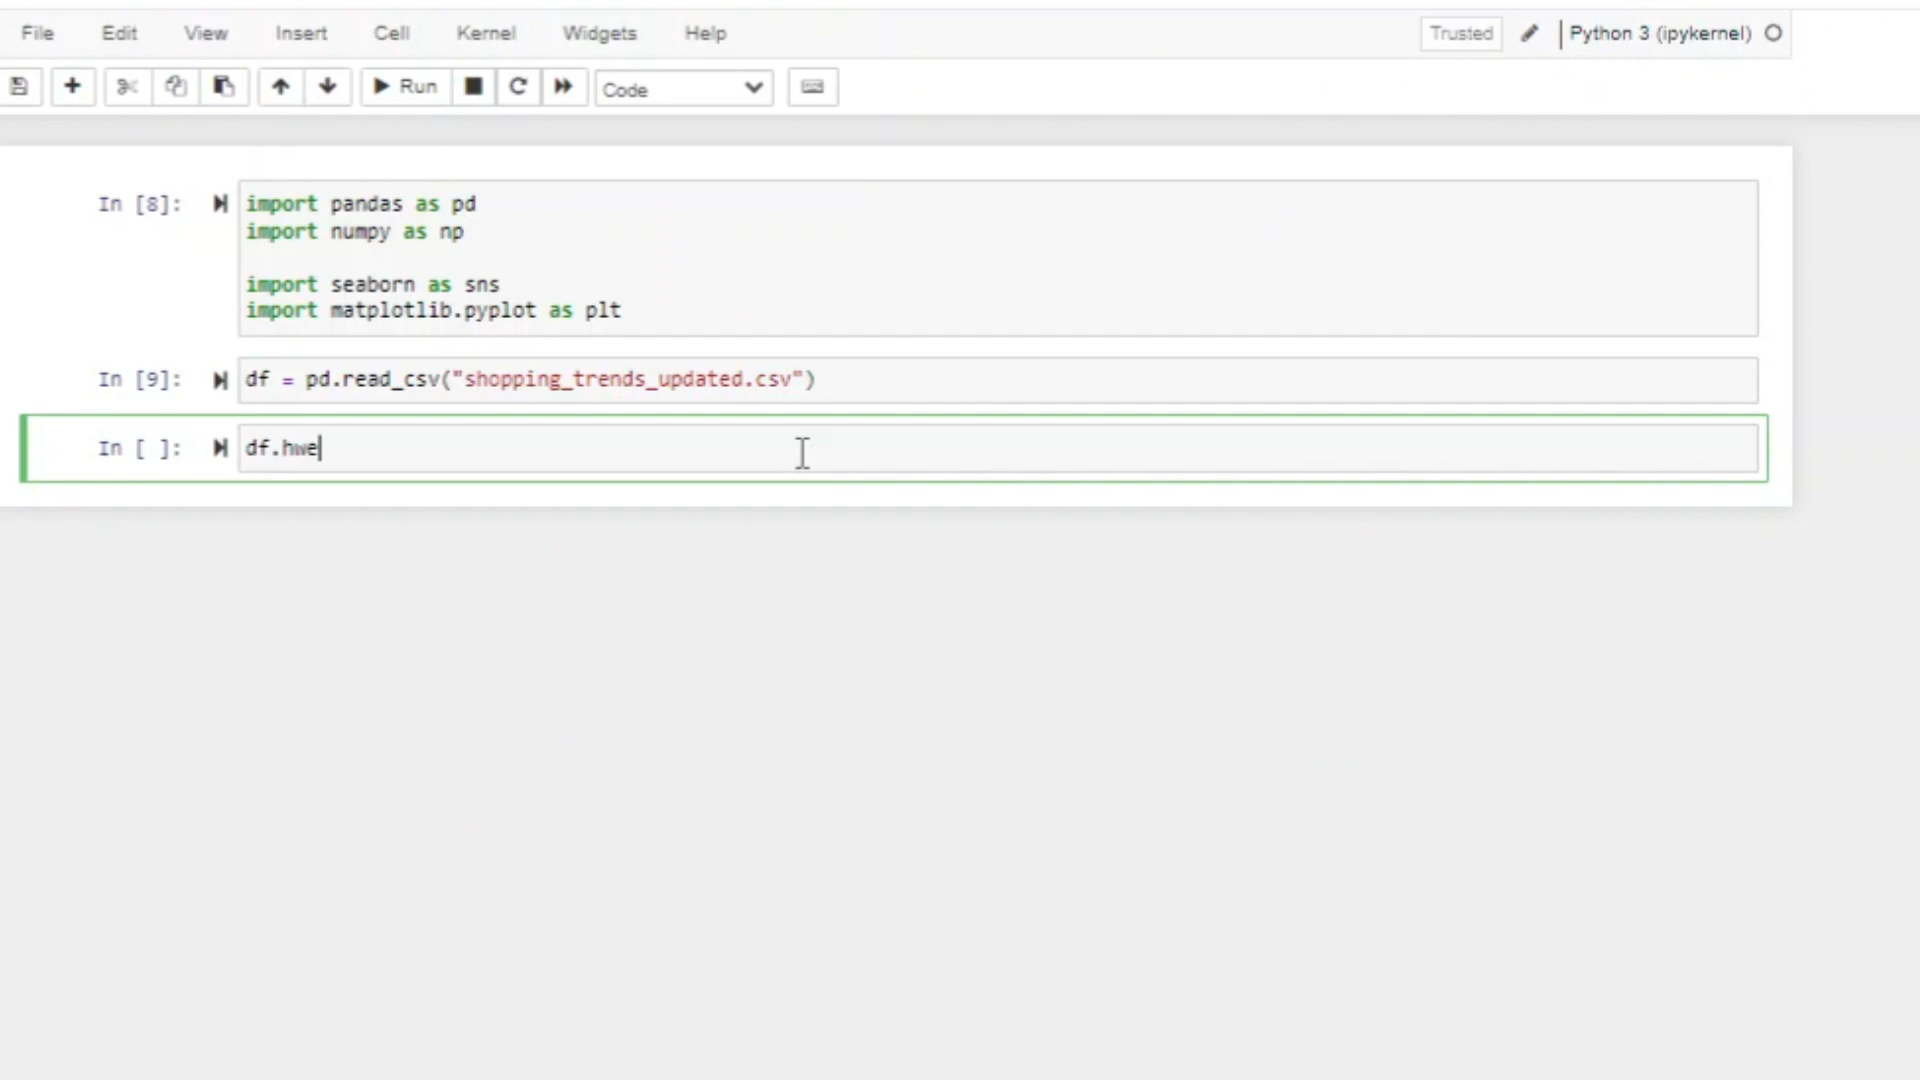 File Edit View Insert Cell Kernel Widgets Help Trusted Python 3 (ipykernel)
Run Code
In [8]: import pandas as pd
import numpy as np
import seaborn as sns
import matplotlib.pyplot as plt
In [9]: df = pd.read_csv("shopping_trends_updated.csv")
In [ ]: df.hwe